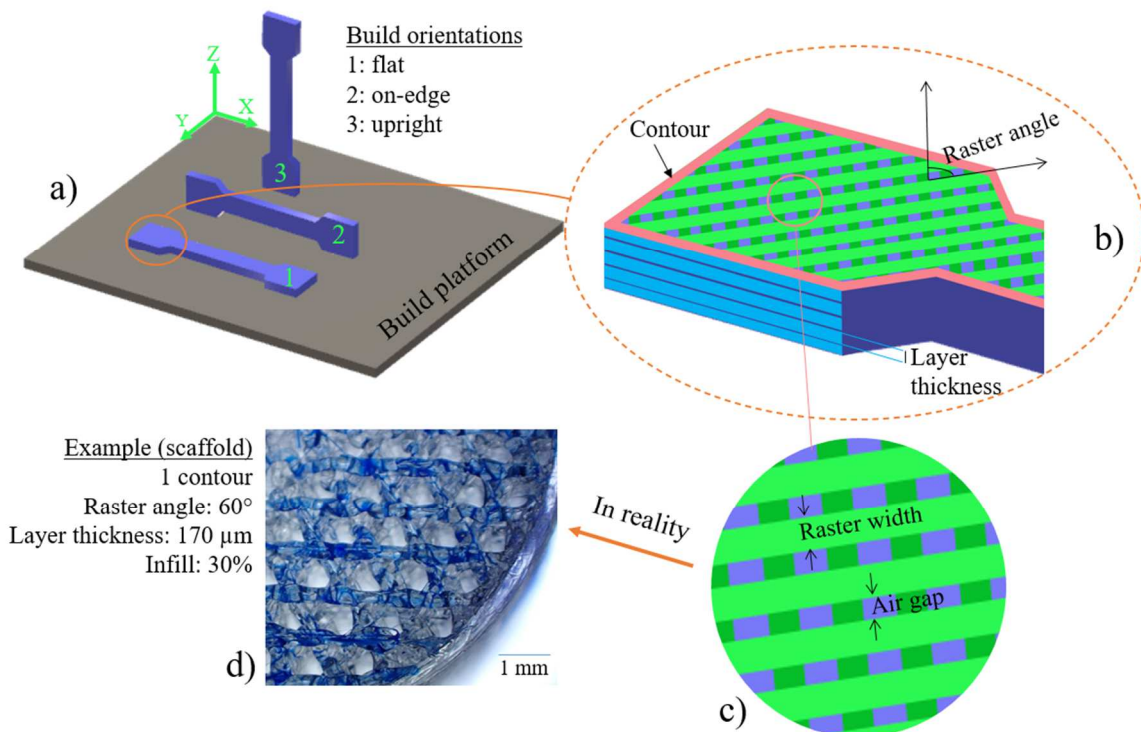 Build orientations
1: flat
2: on-edge
3: upright
Z
X
Y
3
2
1
a)
Build platform
Contour
Raster angle
b)
Layer
thickness
Example (scaffold)
1 contour
Raster angle: 60°
Layer thickness: 170 µm
Infill: 30%
d)
1 mm
In reality
Raster width
Air gap
c)